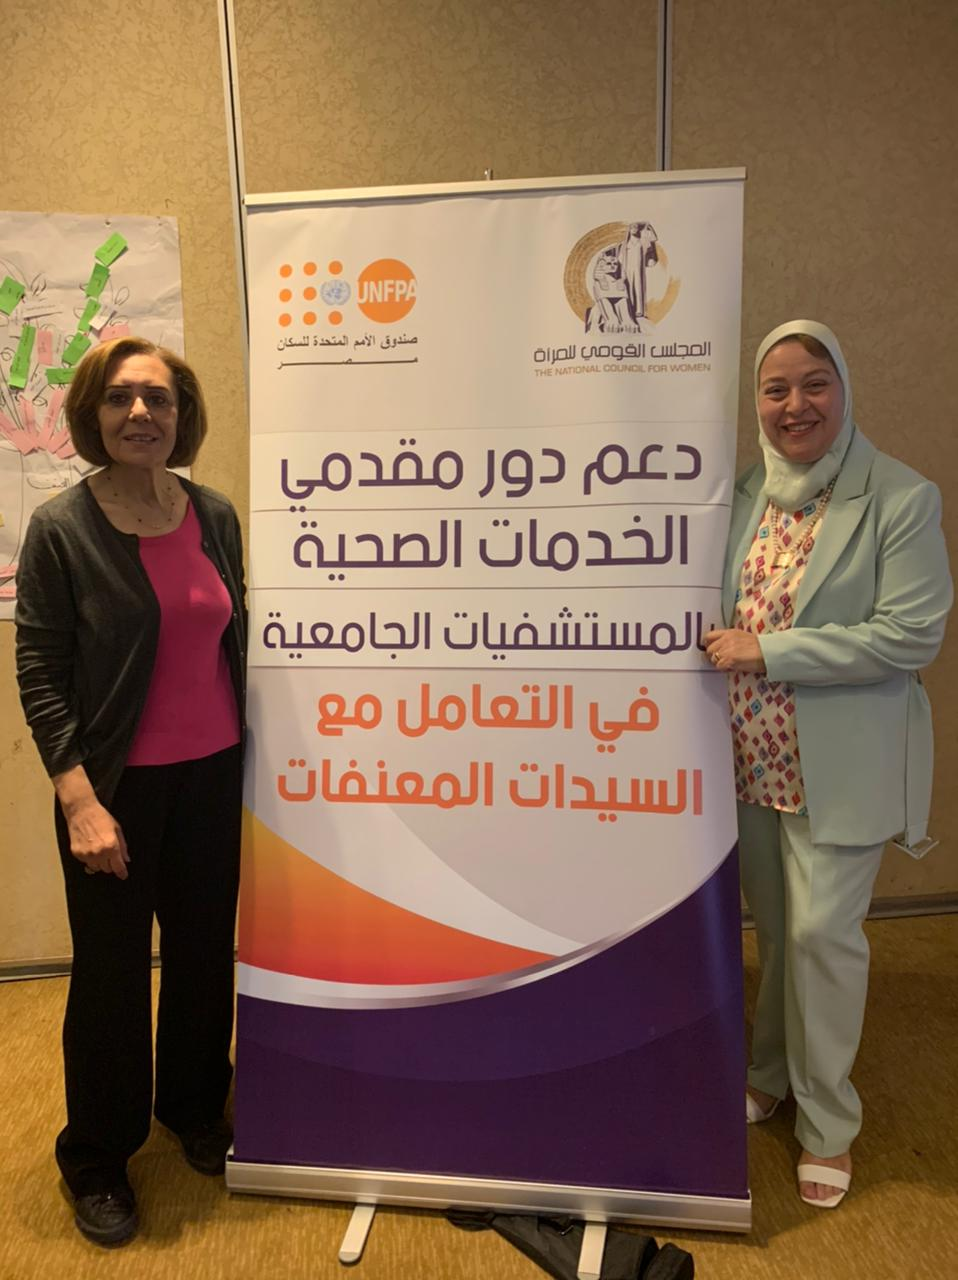 UNFPA
صندوق الأمم المتحدة للسكان
مصر
المجلس القومي للمرأة
THE NATIONAL COUNCIL FOR WOMEN
دعم دور مقدمي
الخدمات الصحية
بالمستشفيات الجامعية
في التعامل مع
السيدات المعنفات